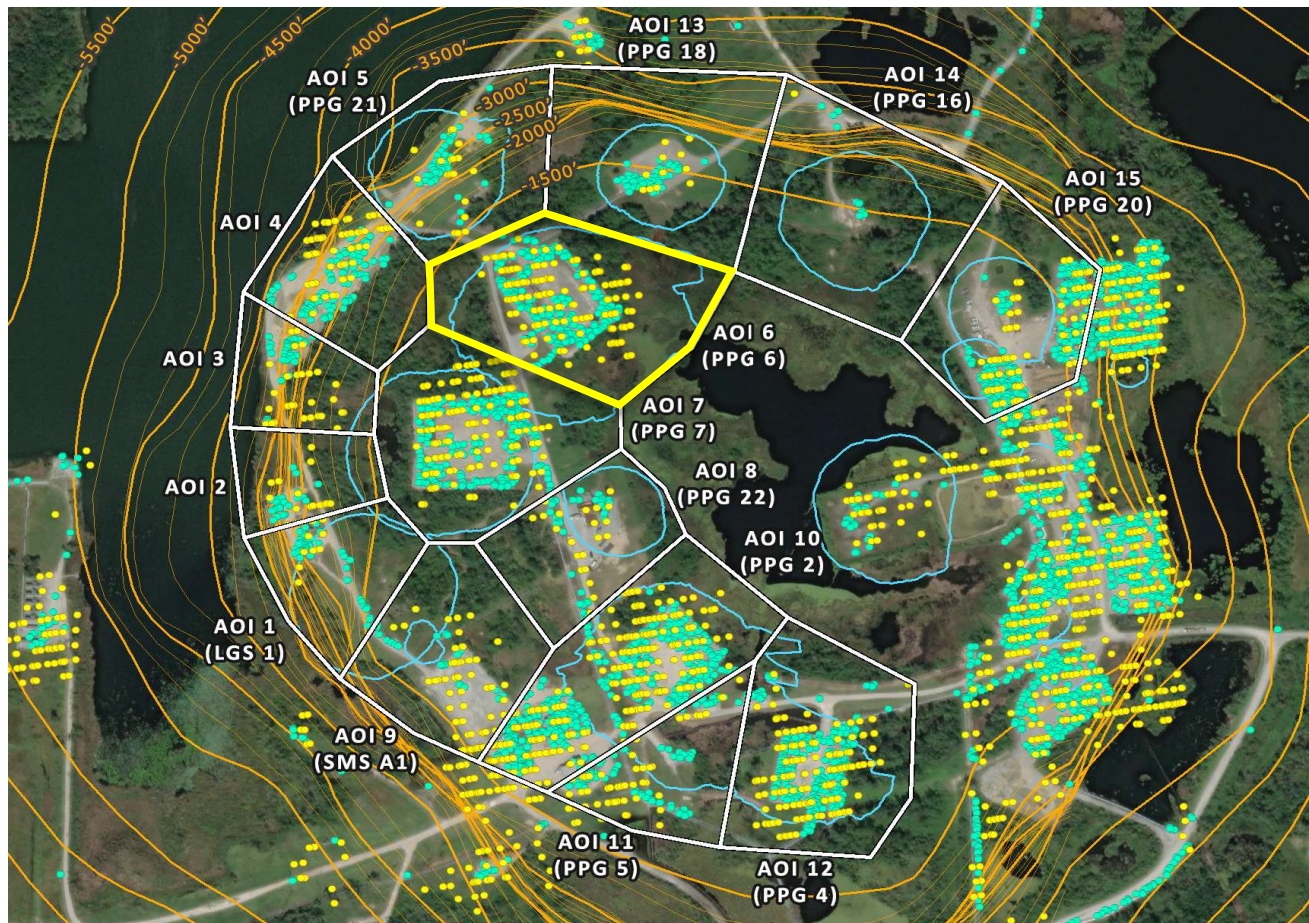 -5500'
-5000'
-4500'
-4000'
-3500'
-3000'
-2500'
-2000'
-1500'
AOI 13
(PPG 18)
AOI 5
(PPG 21)
AOI 14
(PPG 16)
AOI 15
(PPG 20)
AOI 4
AOI 3
AOI 6
(PPG 6)
AOI 7
(PPG 7)
AOI 2
AOI 8
(PPG 22)
AOI 10
(PPG 2)
AOI 1
(LGS 1)
AOI 9
(SMS A1)
AOI 11
(PPG 5)
AOI 12
(PPG 4)